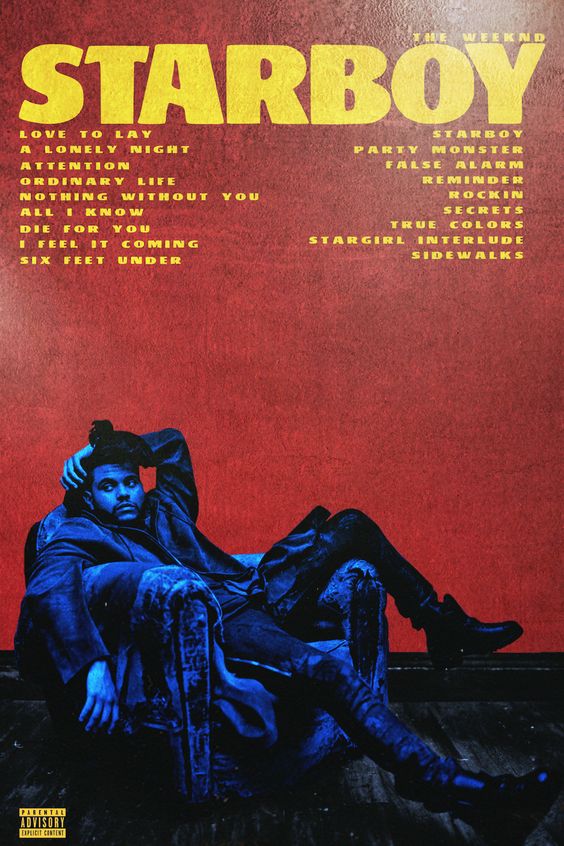 THE WEEKND
STARBOY
LOVE TO LAY
A LONELY NIGHT
ATTENTION
ORDINARY LIFE
NOTHING WITHOUT YOU
ALL I KNOW
DIE FOR YOU
I FEEL IT COMING
SIX FEET UNDER
STARBOY
PARTY MONSTER
FALSE ALARM
REMINDER
ROCKIN
SECRETS
TRUE COLORS
STARGIRL INTERLUDE
SIDEWALKS
PARENTAL
ADVISORY
EXPLICIT CONTENT